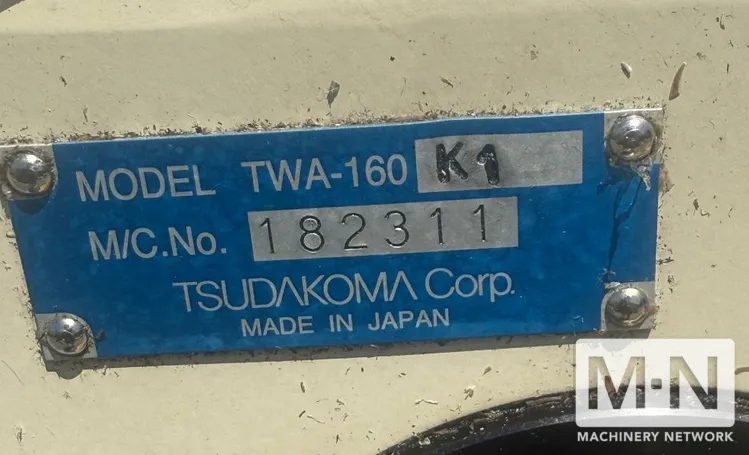 MODEL TWA-160 K1
M/C.No. 182311
TSUDAKOMA Corp.
MADE IN JAPAN
M·N
MACHINERY NETWORK